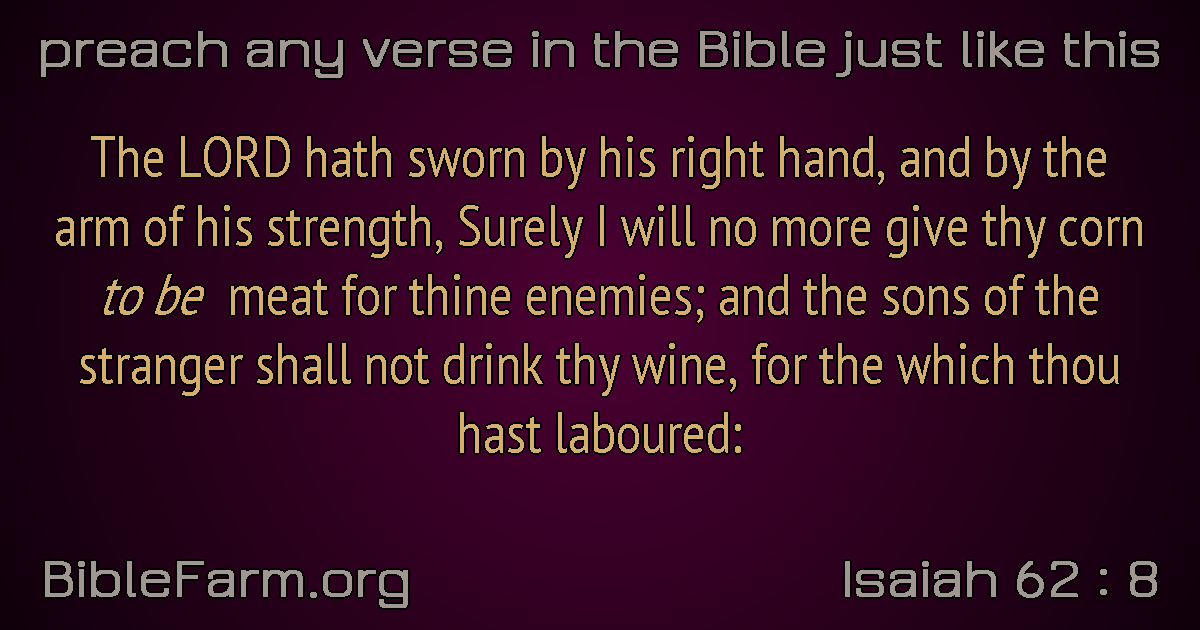 preach any verse in the Bible just like this
The LORD hath sworn by his right hand, and by the
arm of his strength, Surely I will no more give thy corn
to be meat for thine enemies; and the sons of the
stranger shall not drink thy wine, for the which thou
hast laboured:
BibleFarm.org
Isaiah 62 : 8